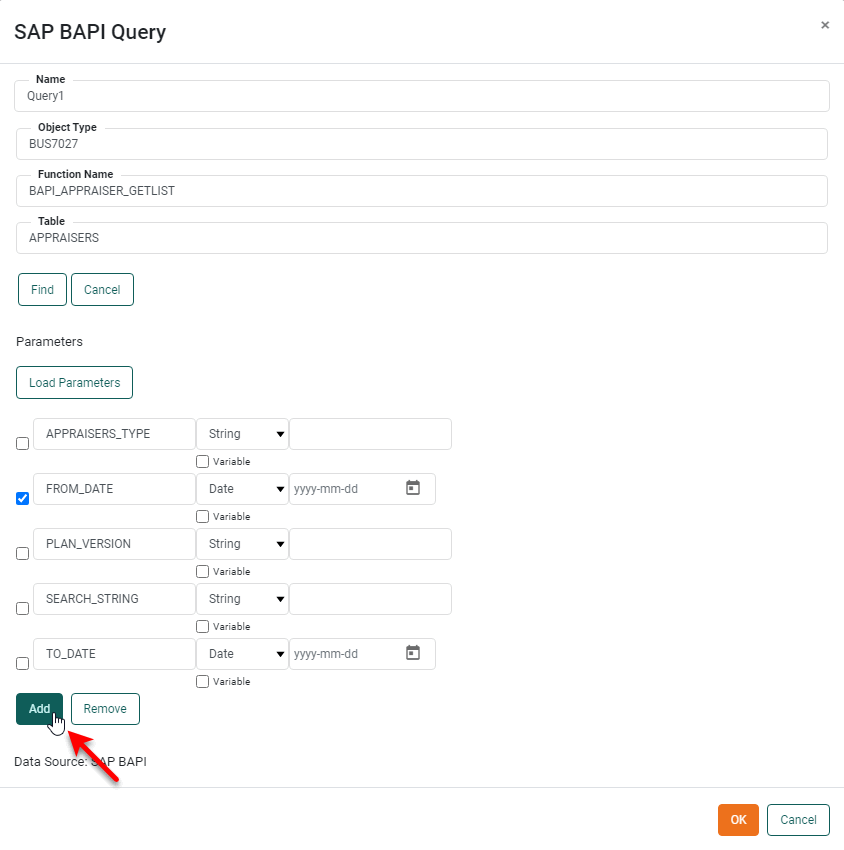 SAP BAPI Query
×
Name
Query1
Object Type
BUS7027
Function Name
BAPI_APPRAISER_GETLIST
Table
APPRAISERS
Find Cancel
Parameters
Load Parameters
APPRAISERS_TYPE String
Variable
FROM_DATE Date yyyy-mm-dd
Variable
PLAN_VERSION String
Variable
SEARCH_STRING String
Variable
TO_DATE Date yyyy-mm-dd
Variable
Add Remove
Data Source: SAP BAPI
OK Cancel